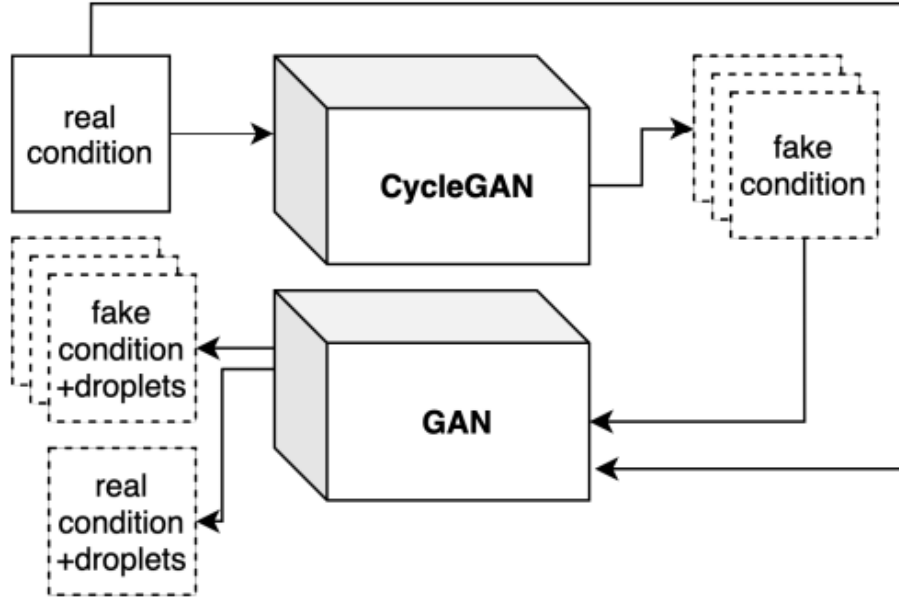 real
condition
CycleGAN
fake
condition
fake
condition
+droplets
GAN
real
condition
+droplets